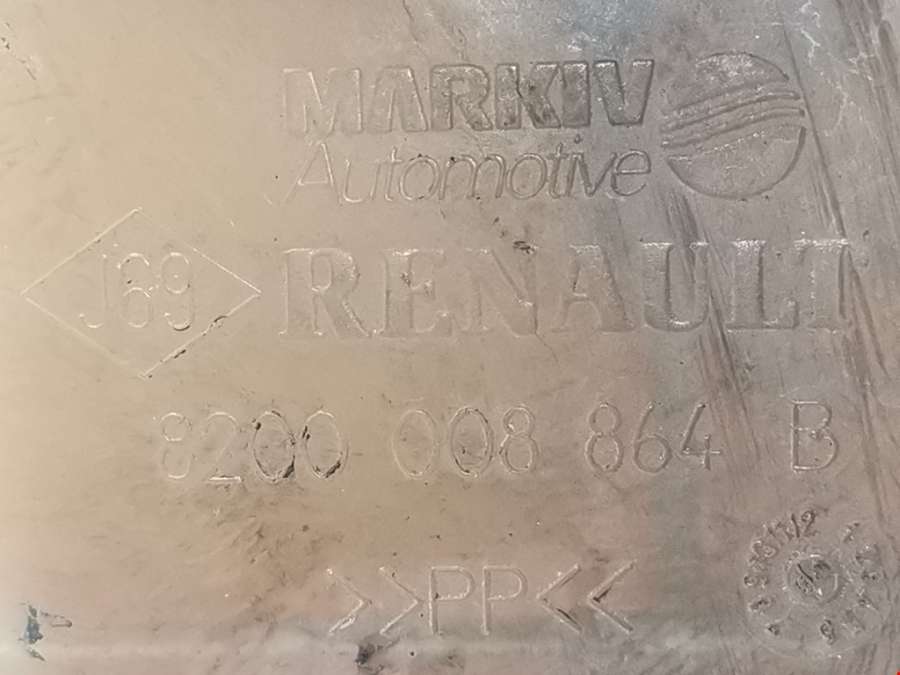 MARKIV
Automotive
J69 RENAULT
8200 008 864 B
>>PP<<